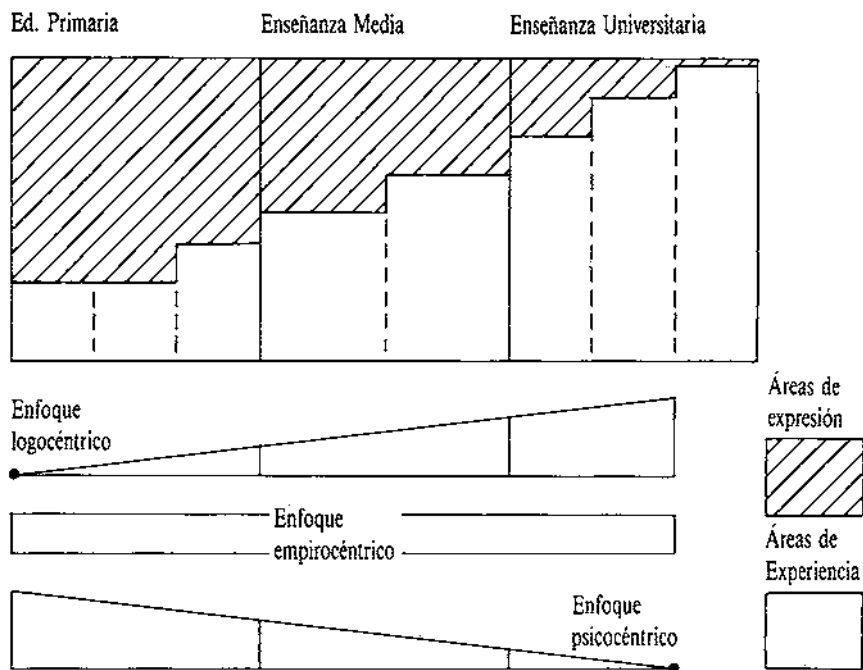 Ed. Primaria
Enseñanza Media
Enseñanza Universitaria
Enfoque
logocéntrico
Áreas de
expresión
Enfoque
empirocéntrico
Áreas de
Experiencia
Enfoque
psicocéntrico